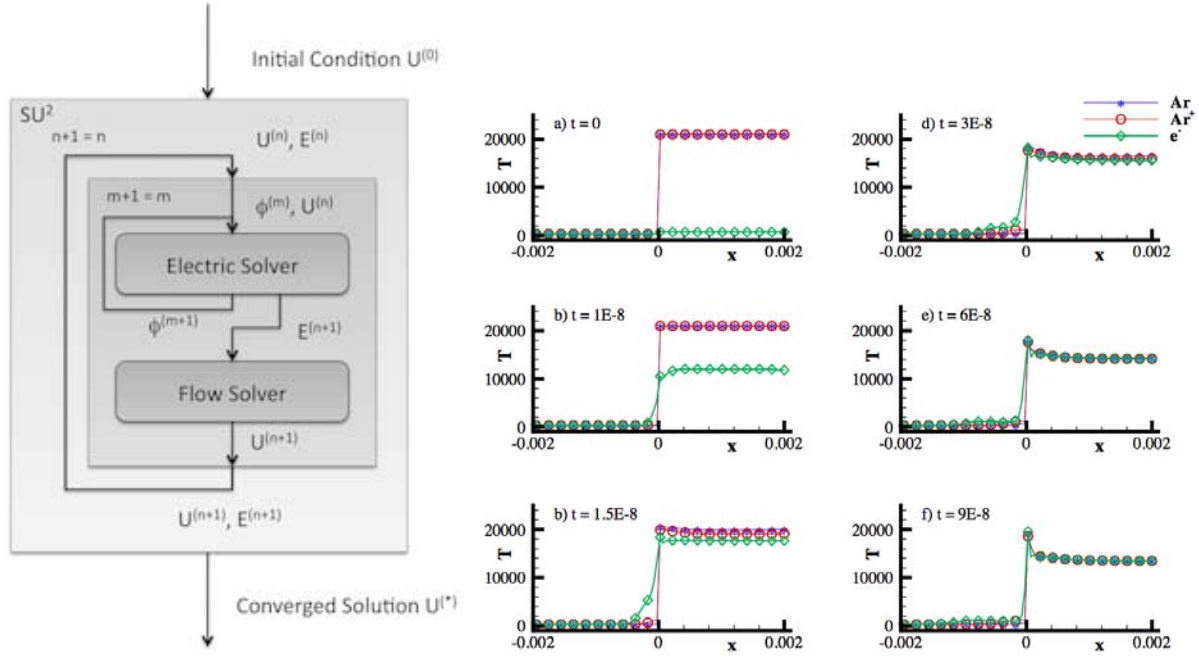 Initial Condition U(0)
SU2
n+1 = n
U(n), E(n)
m+1 = m
ϕ(m), U(n)
Electric Solver
ϕ(m+1)
E(n+1)
Flow Solver
U(n+1)
U(n+1), E(n+1)
Converged Solution U(*)
a) t = 0
T
20000
10000
0
-0.002
0
x
0.002
b) t = 1E-8
T
20000
10000
0
-0.002
0
x
0.002
b) t = 1.5E-8
T
20000
10000
0
-0.002
0
x
0.002
Ar
Ar+
e-
d) t = 3E-8
T
20000
10000
0
-0.002
0
x
0.002
e) t = 6E-8
T
20000
10000
0
-0.002
0
x
0.002
f) t = 9E-8
T
20000
10000
0
-0.002
0
x
0.002